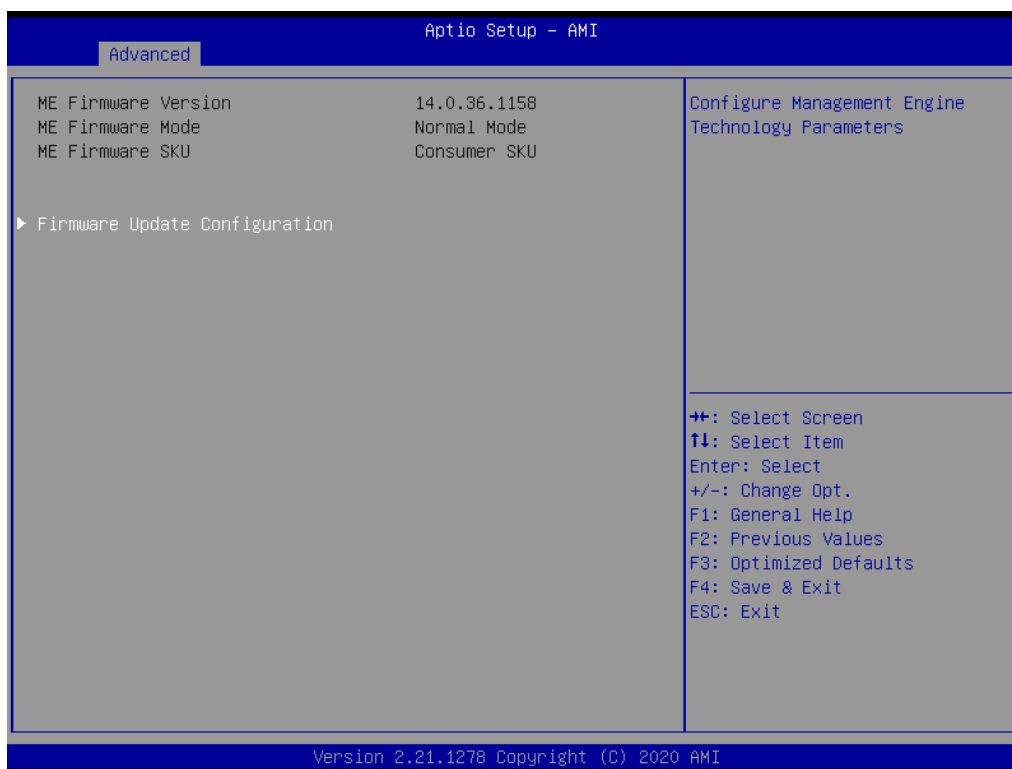 Aptio Setup – AMI
Advanced
ME Firmware Version 14.0.36.1158
ME Firmware Mode Normal Mode
ME Firmware SKU Consumer SKU
▶ Firmware Update Configuration
Configure Management Engine
Technology Parameters
→←: Select Screen
↑↓: Select Item
Enter: Select
+/-: Change Opt.
F1: General Help
F2: Previous Values
F3: Optimized Defaults
F4: Save & Exit
ESC: Exit
Version 2.21.1278 Copyright (C) 2020 AMI